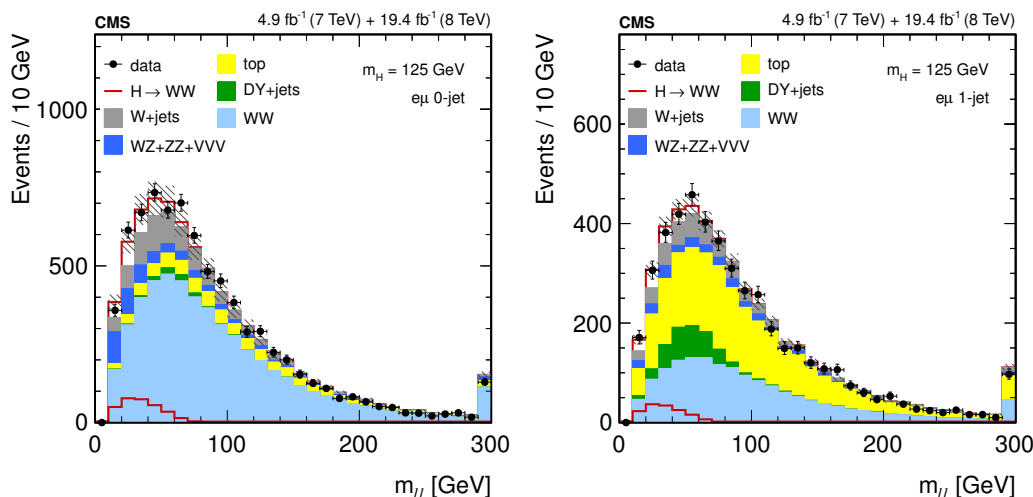 CMS 4.9 fb⁻¹ (7 TeV) + 19.4 fb⁻¹ (8 TeV)
Events / 10 GeV
1000
500
0
data
H → WW
W+jets
WZ+ZZ+VVV
top
DY+jets
WW
m_H = 125 GeV
eμ 0-jet
0 100 200 300
m_ll [GeV]
CMS 4.9 fb⁻¹ (7 TeV) + 19.4 fb⁻¹ (8 TeV)
Events / 10 GeV
600
400
200
0
data
H → WW
W+jets
WZ+ZZ+VVV
top
DY+jets
WW
m_H = 125 GeV
eμ 1-jet
0 100 200 300
m_ll [GeV]